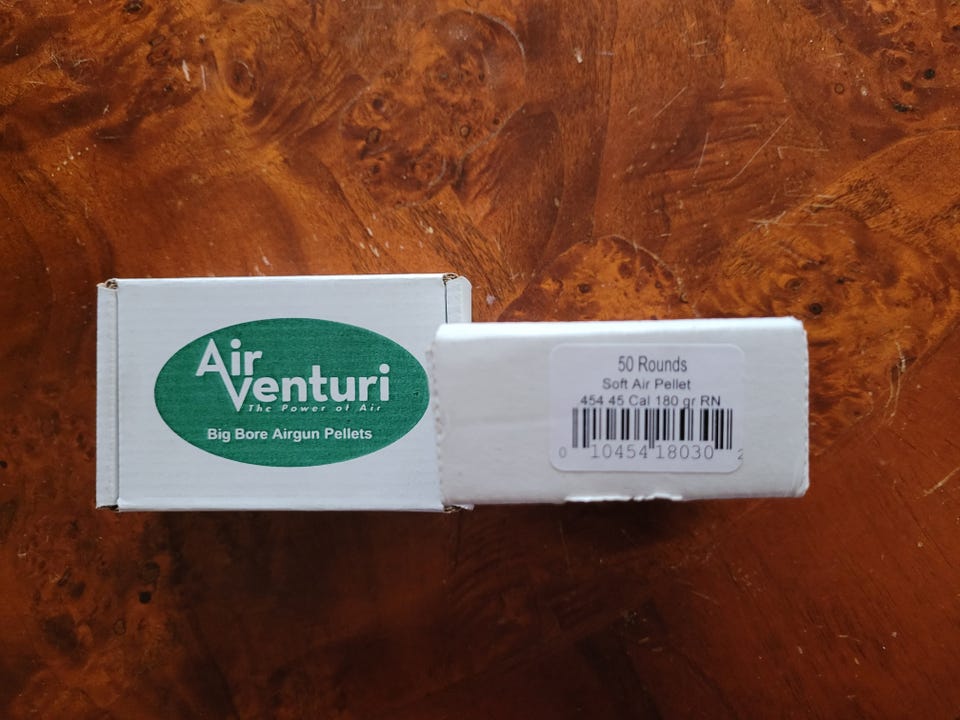 Air
Venturi
The Power of Air
Big Bore Airgun Pellets
50 Rounds
Soft Air Pellet
.454 45 Cal 180 gr RN
0 10454 18030 2